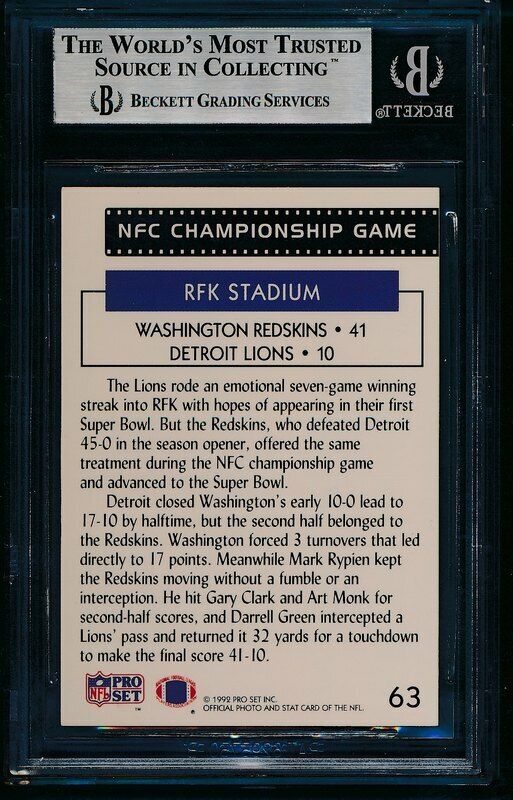 THE WORLD'S MOST TRUSTED
SOURCE IN COLLECTING™
B BECKETT GRADING SERVICES
B
BECKETT®
NFC CHAMPIONSHIP GAME
RFK STADIUM
WASHINGTON REDSKINS • 41
DETROIT LIONS • 10
The Lions rode an emotional seven-game winning
streak into RFK with hopes of appearing in their first
Super Bowl. But the Redskins, who defeated Detroit
45-0 in the season opener, offered the same
treatment during the NFC championship game
and advanced to the Super Bowl.
Detroit closed Washington's early 10-0 lead to
17-10 by halftime, but the second half belonged to
the Redskins. Washington forced 3 turnovers that led
directly to 17 points. Meanwhile Mark Rypien kept
the Redskins moving without a fumble or an
interception. He hit Gary Clark and Art Monk for
second-half scores, and Darrell Green intercepted a
Lions' pass and returned it 32 yards for a touchdown
to make the final score 41-10.
NFL PRO SET™
© 1992 PRO SET INC.
OFFICIAL PHOTO AND STAT CARD OF THE NFL.
63